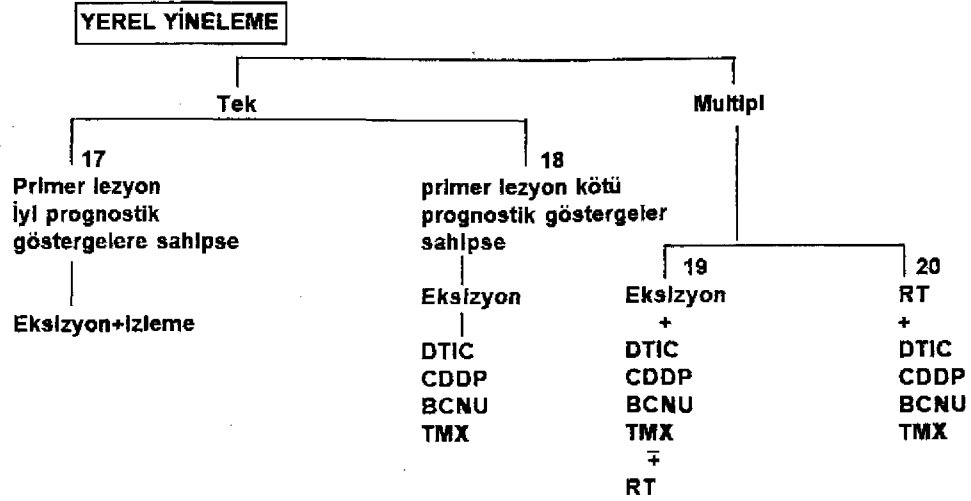 YEREL YİNELEME
Tek
Multipl
17
Primer lezyon
İyi prognostik
göstergelere sahipse
Eksizyon+izleme
18
primer lezyon kötü
prognostik göstergeler
sahipse
Eksizyon
DTIC
CDDP
BCNU
TMX
19
Eksizyon
+
DTIC
CDDP
BCNU
TMX
∓
RT
20
RT
+
DTIC
CDDP
BCNU
TMX